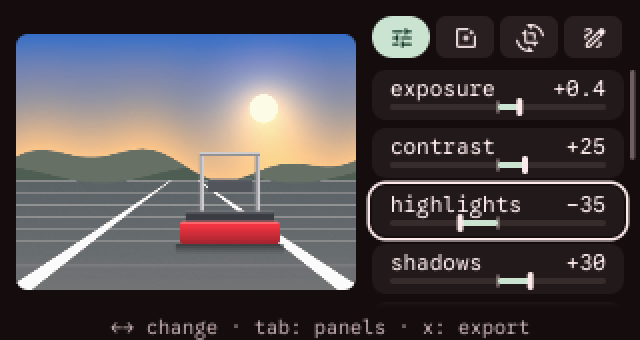 exposure +0.4
contrast +25
highlights −35
shadows +30
↔ change · tab: panels · x: export